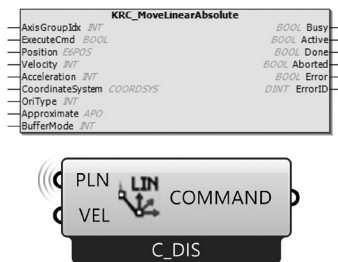 KRC_MoveLinearAbsolute
AxisGroupIdx INT BOOL Busy
ExecuteCmd BOOL BOOL Active
Position E6POS BOOL Done
Velocity INT BOOL Aborted
Acceleration INT BOOL Error
CoordinateSystem COORDSYS DINT ErrorID
OriType INT
Approximate APO
BufferMode INT
PLN LIN COMMAND
VEL
C_DIS